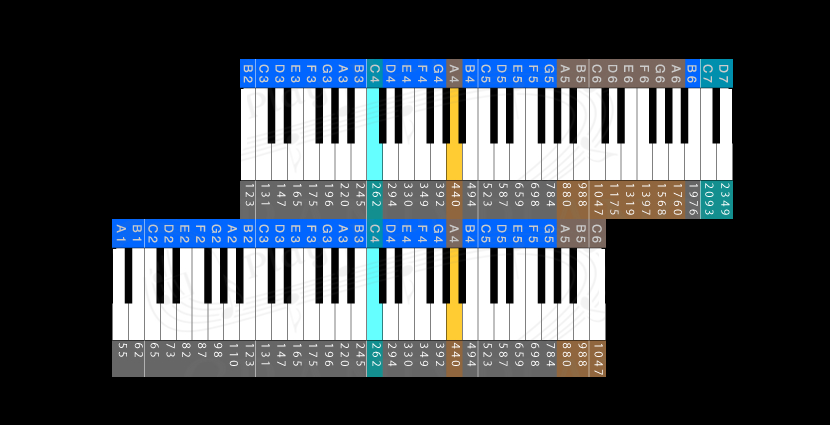 B2 C3 D3 E3 F3 G3 A3 B3 C4 D4 E4 F4 G4 A4 B4 C5 D5 E5 F5 G5 A5 B5 C6 D6 E6 F6 G6 A6 B6 C7 D7
123 131 147 165 175 196 220 245 262 294 330 349 392 440 494 523 587 659 698 784 880 988 1047 1175 1319 1397 1568 1760 1976 2093 2349
A1 B1 C2 D2 E2 F2 G2 A2 B2 C3 D3 E3 F3 G3 A3 B3 C4 D4 E4 F4 G4 A4 B4 C5 D5 E5 F5 G5 A5 B5 C6
55 62 65 73 82 87 98 110 123 131 147 165 175 196 220 245 262 294 330 349 392 440 494 523 587 659 698 784 880 988 1047